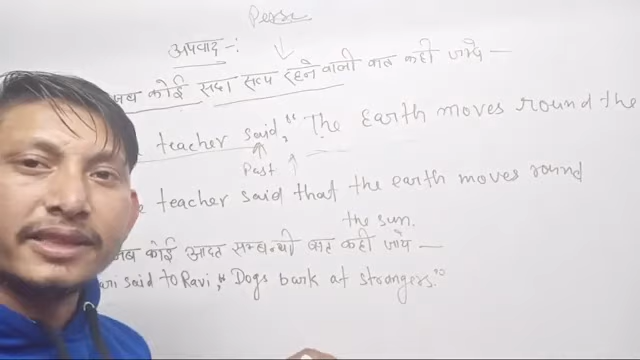 अपवाद -:
जब कोई सदा सत्य रहने वाली बात कही जाये —
teacher said, "The Earth moves round the
Past
teacher said that the earth moves round
the sun.
जब कोई आदत सम्बन्धी बात कही जाये —
ari said to Ravi, "Dogs bark at strangers."